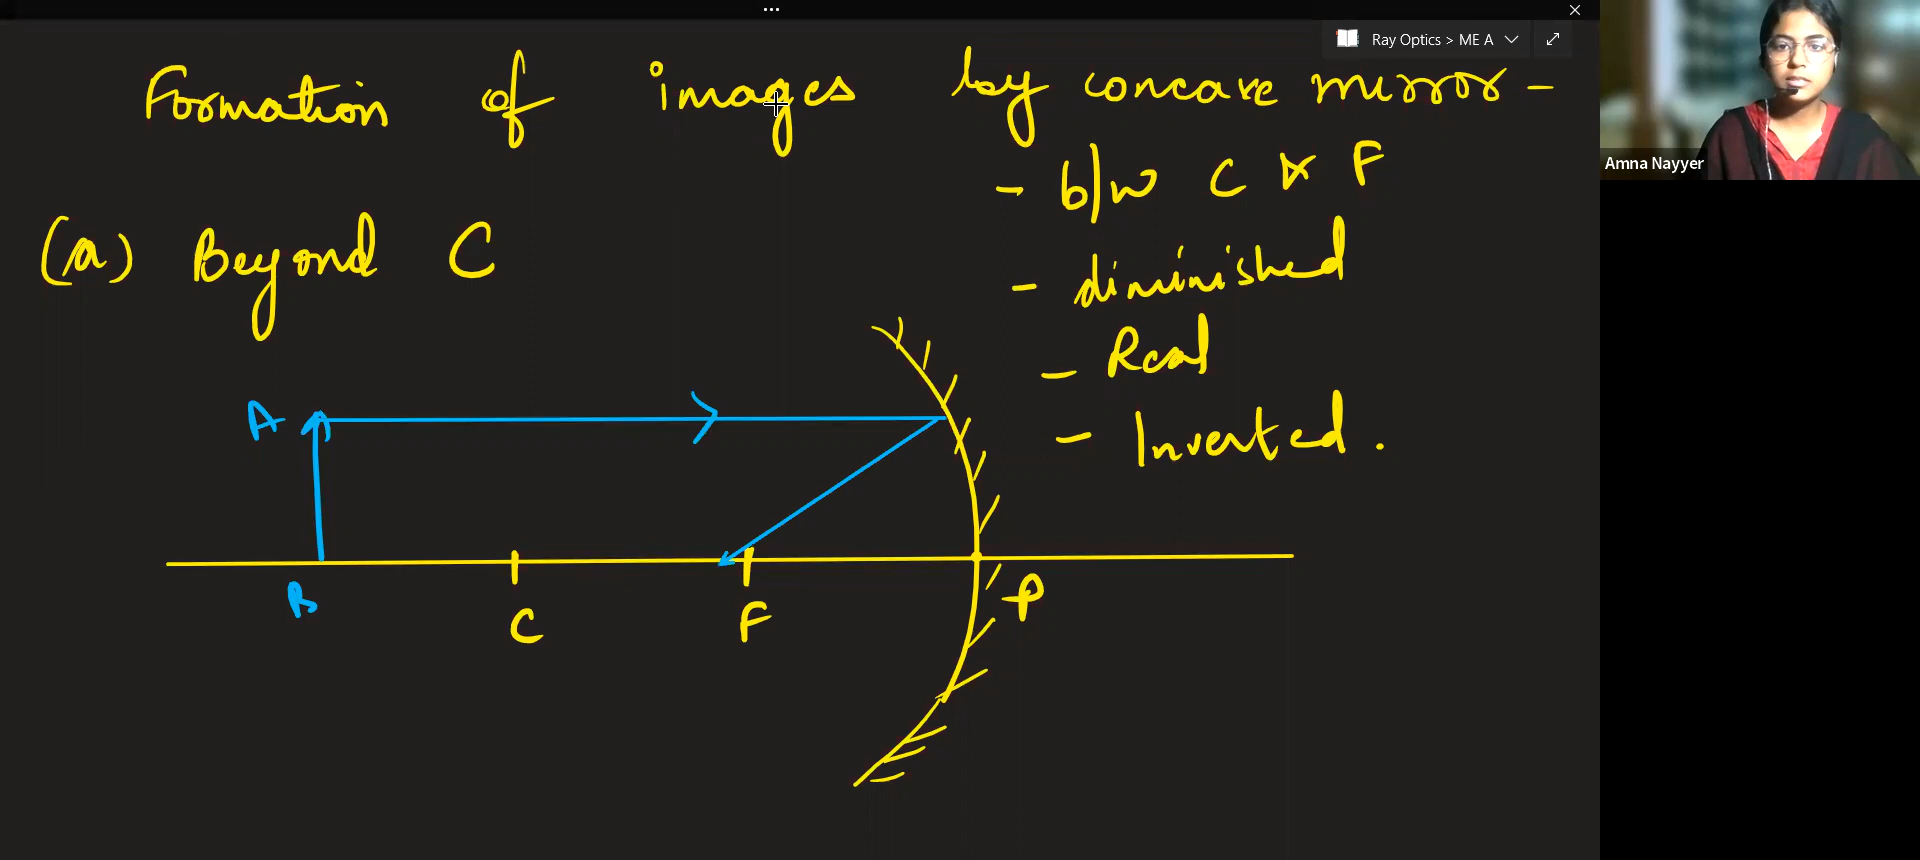 Ray Optics > ME A
Formation of images by concave mirror -
- b/w C & F
(a) Beyond C
- diminished
- Real
- Inverted.
A
B
C
F
P
Amna Nayyer